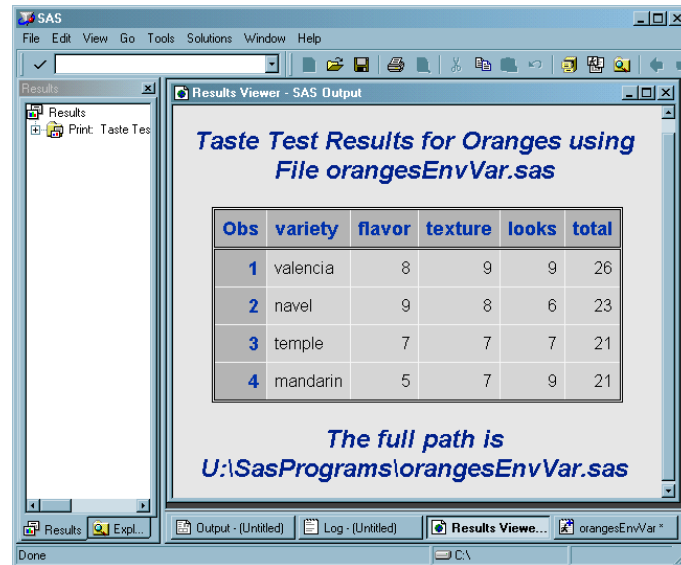 SAS
File Edit View Go Tools Solutions Window Help
Results
Results
Print: Taste Tes
Results Viewer - SAS Output
Taste Test Results for Oranges using
File orangesEnvVar.sas
Obs variety flavor texture looks total
1 valencia 8 9 9 26
2 navel 9 8 6 23
3 temple 7 7 7 21
4 mandarin 5 7 9 21
The full path is
U:\SasPrograms\orangesEnvVar.sas
Results Expl...
Output - (Untitled) Log - (Untitled) Results Viewe... orangesEnvVar *
Done C:\